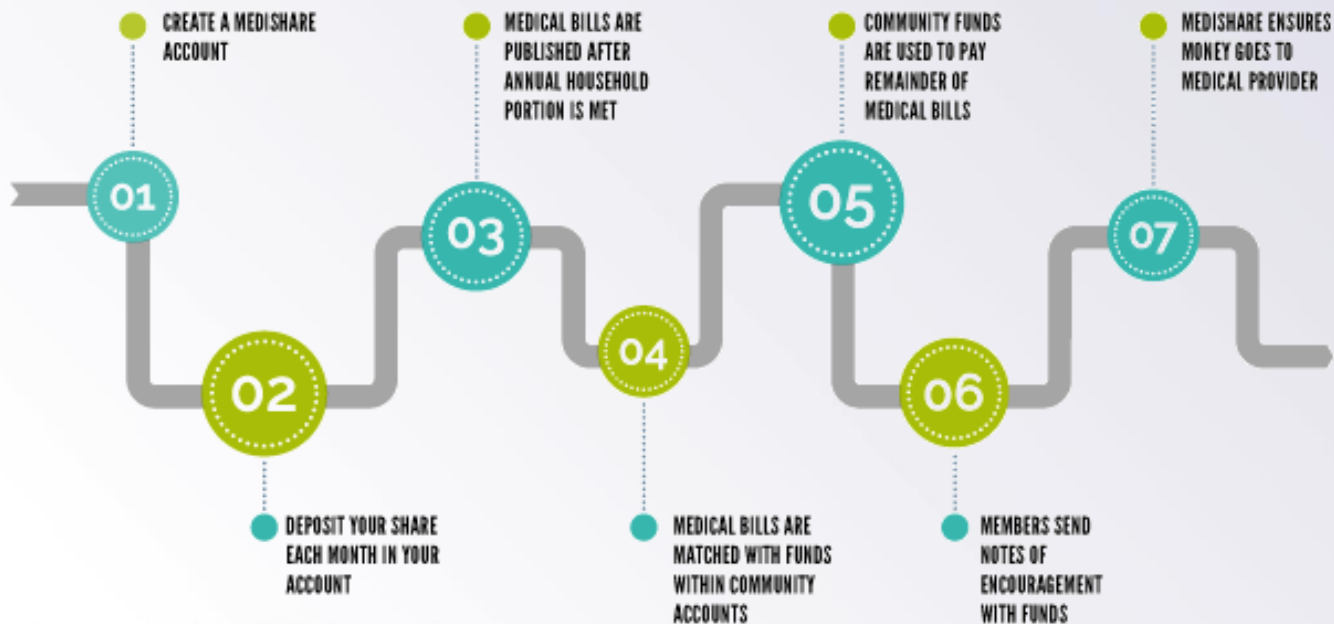 01
CREATE A MEDISHARE
ACCOUNT
02
DEPOSIT YOUR SHARE
EACH MONTH IN YOUR
ACCOUNT
03
MEDICAL BILLS ARE
PUBLISHED AFTER
ANNUAL HOUSEHOLD
PORTION IS MET
04
MEDICAL BILLS ARE
MATCHED WITH FUNDS
WITHIN COMMUNITY
ACCOUNTS
05
COMMUNITY FUNDS
ARE USED TO PAY
REMAINDER OF
MEDICAL BILLS
06
MEMBERS SEND
NOTES OF
ENCOURAGEMENT
WITH FUNDS
07
MEDISHARE ENSURES
MONEY GOES TO
MEDICAL PROVIDER